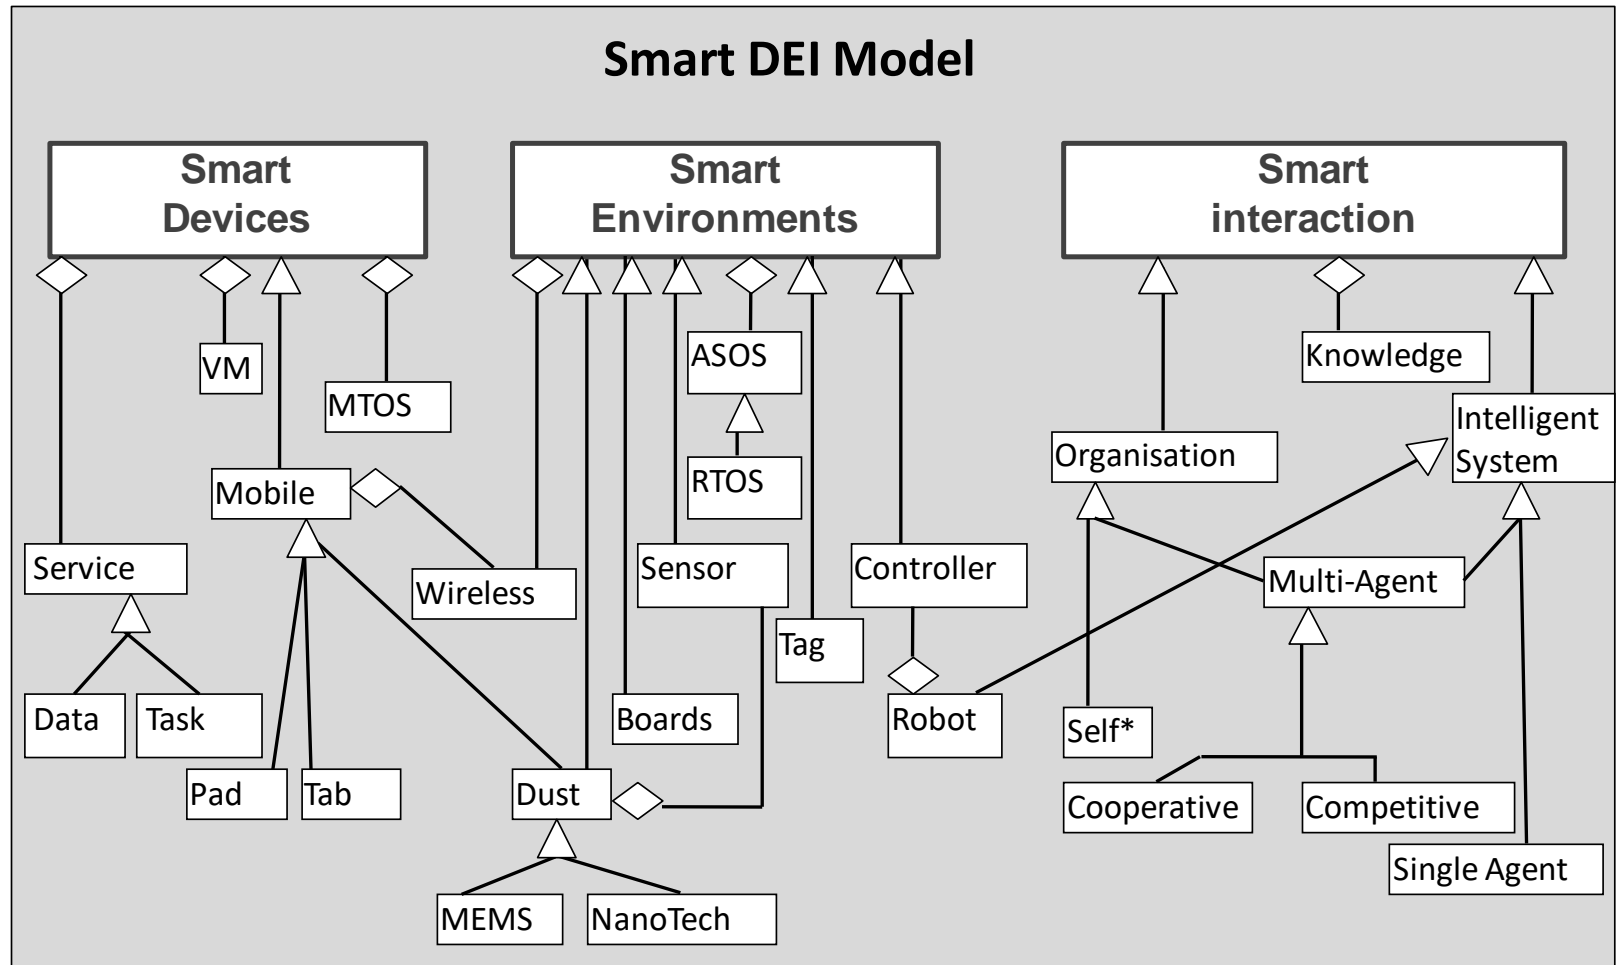 Smart DEI Model
Smart
Devices
Smart
Environments
Smart
interaction
VM
MTOS
ASOS
Knowledge
Intelligent
System
Organisation
RTOS
Mobile
Service
Wireless
Sensor
Controller
Multi-Agent
Tag
Data
Task
Boards
Robot
Self*
Pad
Tab
Dust
Cooperative
Competitive
Single Agent
MEMS
NanoTech